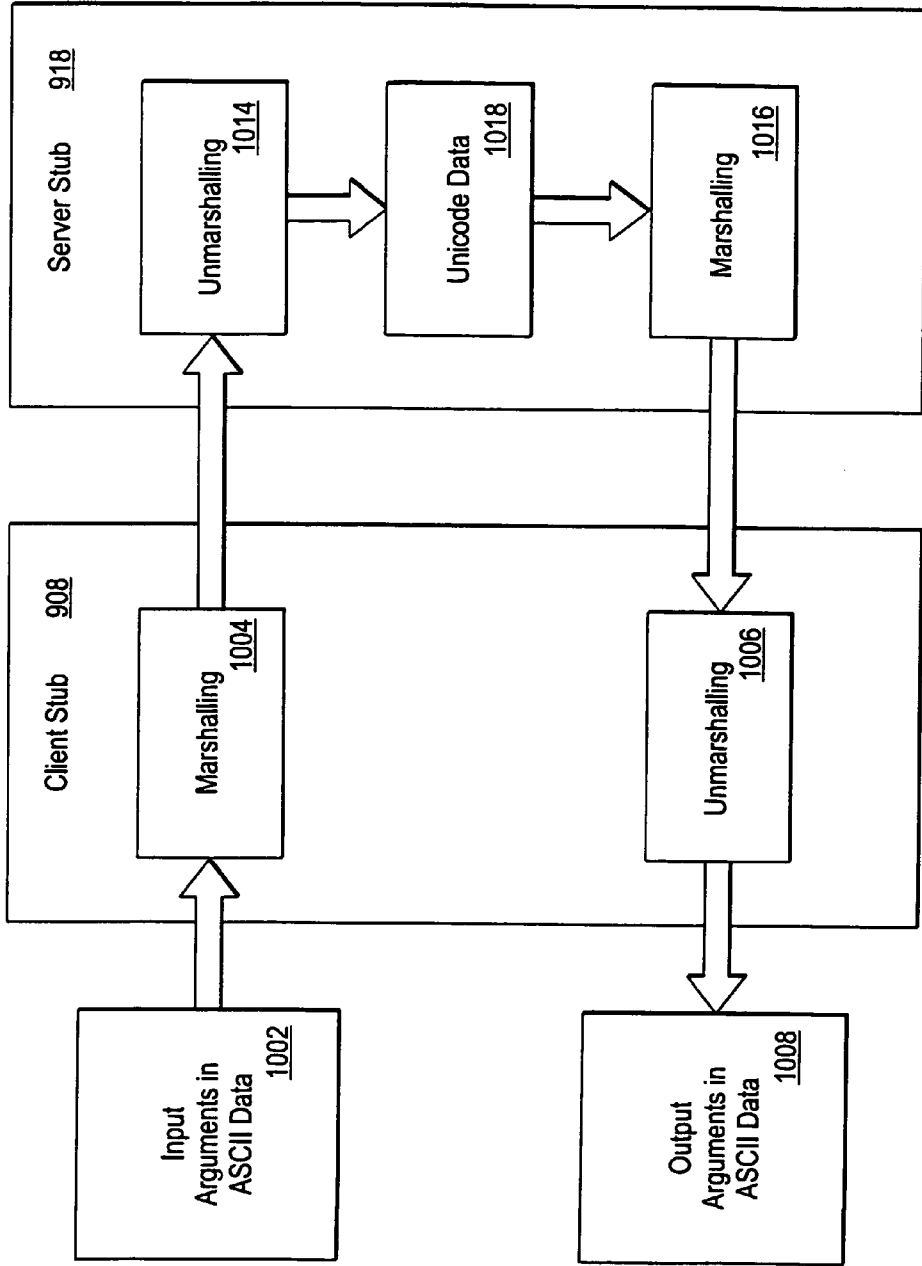 Input
Arguments in
ASCII Data
1002
Client Stub 908
Marshalling
1004
Server Stub 918
Unmarshalling
1014
Unicode Data
1018
Marshalling
1016
Unmarshalling
1006
Output
Arguments in
ASCII Data
1008